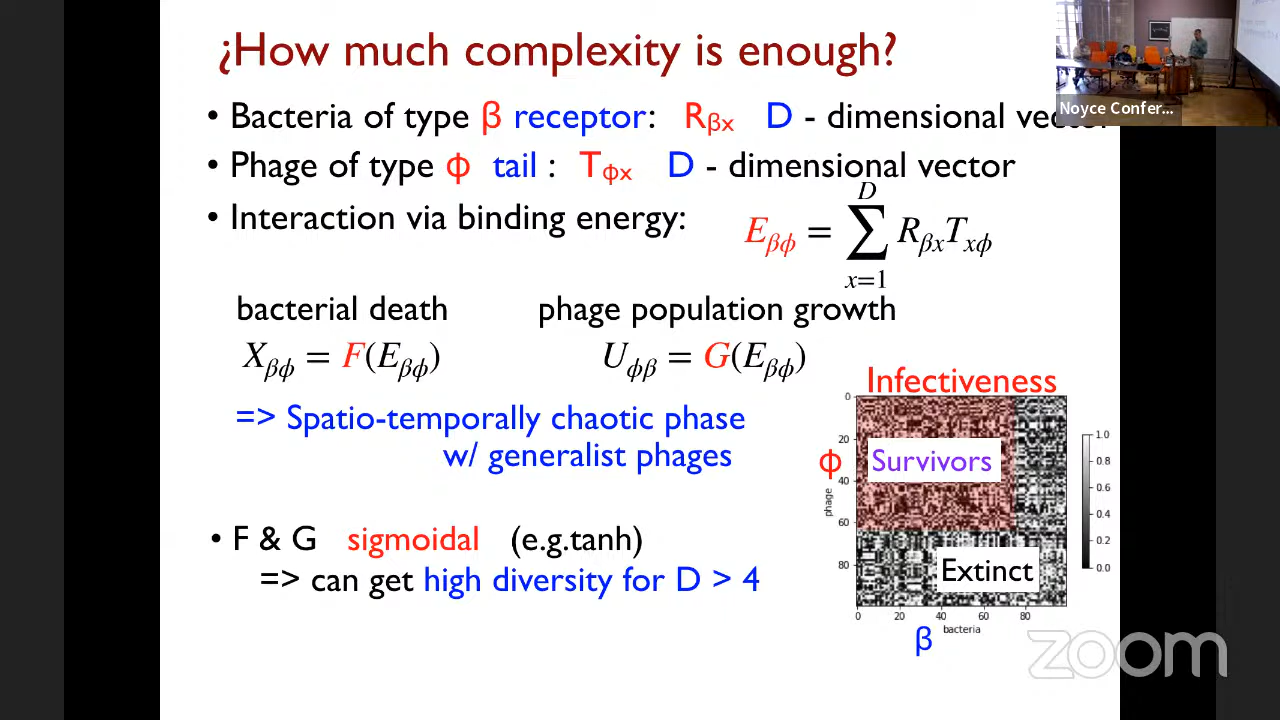 ¿How much complexity is enough?
Noyce Confer...
• Bacteria of type β receptor: Rβx D - dimensional vector
• Phage of type ϕ tail : Tϕx D - dimensional vector
• Interaction via binding energy: Eβϕ = ∑ₓ₌₁ᴰ RβxTxϕ
bacterial death phage population growth
Xβϕ = F(Eβϕ) Uϕβ = G(Eβϕ)
=> Spatio-temporally chaotic phase
w/ generalist phages
• F & G sigmoidal (e.g.tanh)
=> can get high diversity for D > 4
Infectiveness
0
20
40
60
80
ϕ
phage
Survivors
Extinct
0 20 40 60 80
β bacteria
1.0
0.8
0.6
0.4
0.2
0.0
zoom